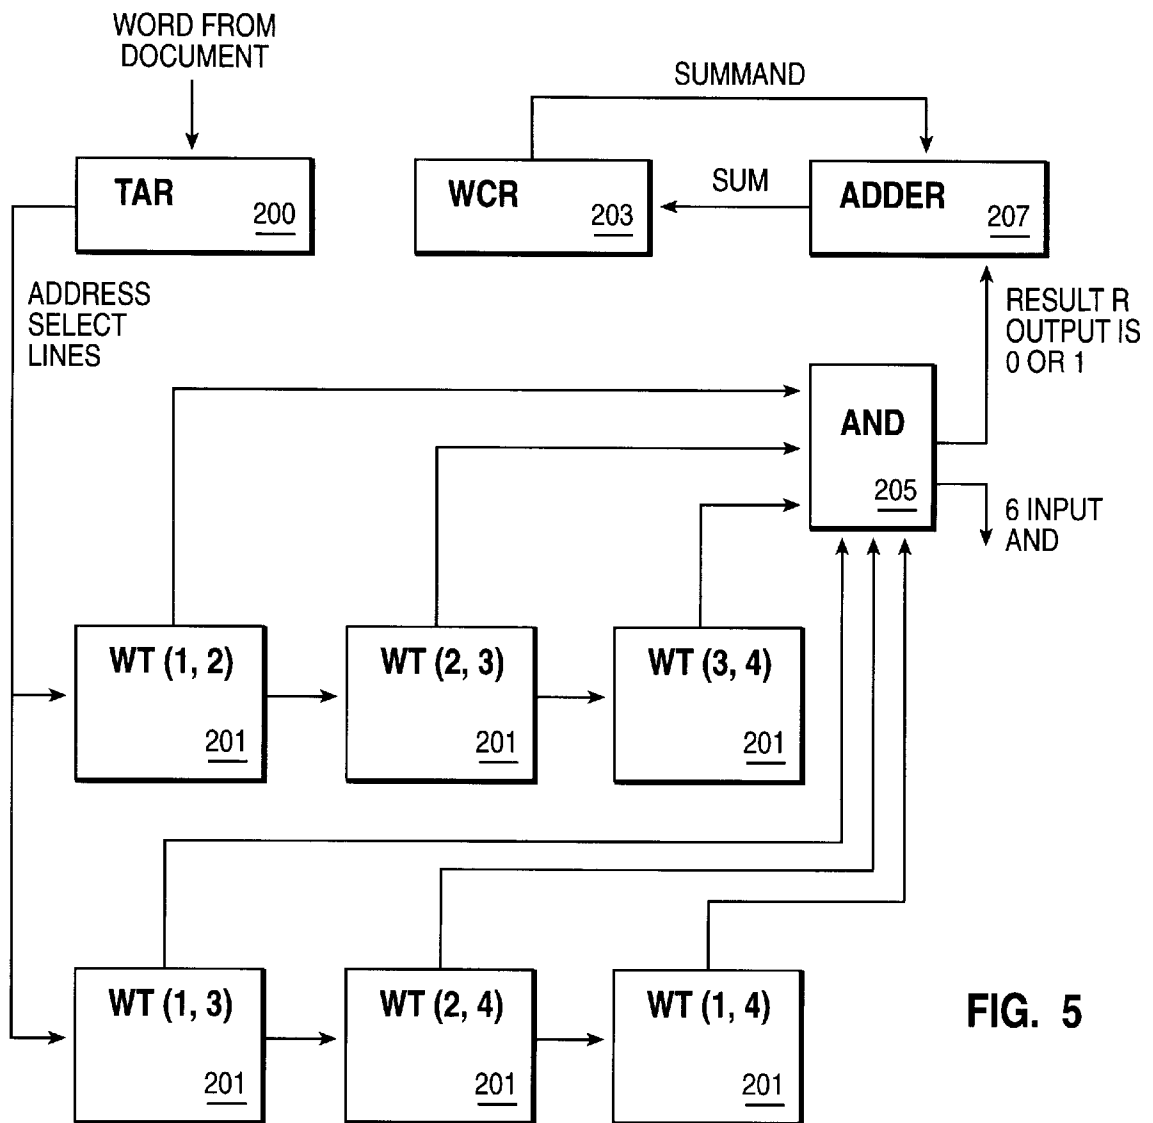 WORD FROM
DOCUMENT
SUMMAND
TAR
200
WCR
203
SUM
ADDER
207
ADDRESS
SELECT
LINES
RESULT R
OUTPUT IS
0 OR 1
AND
205
6 INPUT
AND
WT (1, 2)
201
WT (2, 3)
201
WT (3, 4)
201
WT (1, 3)
201
WT (2, 4)
201
WT (1, 4)
201
FIG. 5